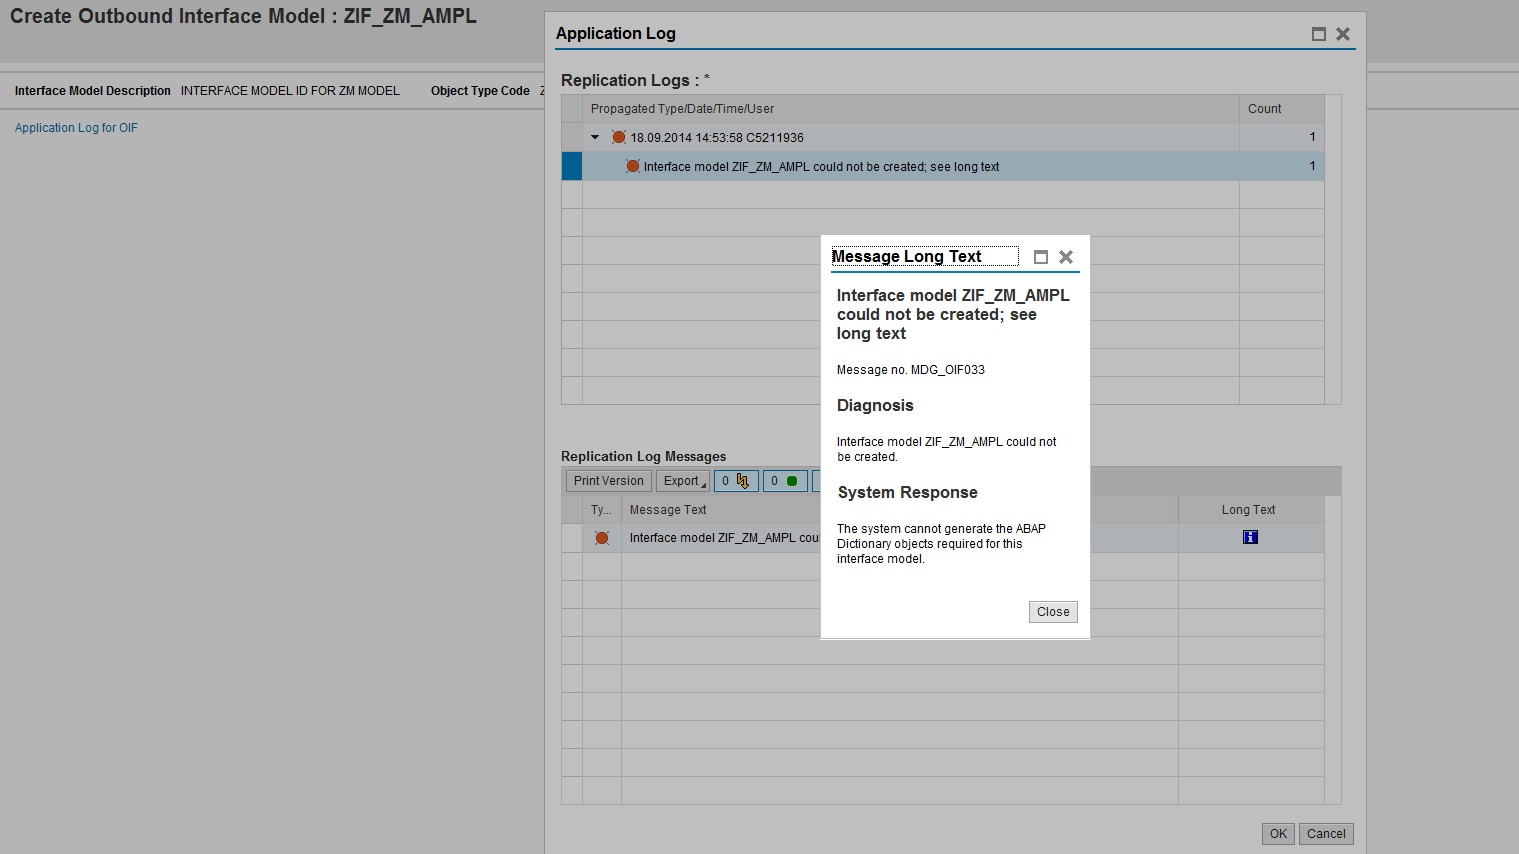 Create Outbound Interface Model : ZIF_ZM_AMPL
Interface Model Description INTERFACE MODEL ID FOR ZM MODEL Object Type Code
Application Log for OIF
Application Log
Replication Logs : *
Propagated Type/Date/Time/User Count
18.09.2014 14:53:58 C5211936 1
Interface model ZIF_ZM_AMPL could not be created; see long text 1
Message Long Text
Interface model ZIF_ZM_AMPL
could not be created; see
long text
Message no. MDG_OIF033
Diagnosis
Interface model ZIF_ZM_AMPL could not
be created.
System Response
The system cannot generate the ABAP
Dictionary objects required for this
interface model.
Close
Replication Log Messages
Print Version Export 0 0
Ty... Message Text Long Text
Interface model ZIF_ZM_AMPL cou
OK Cancel